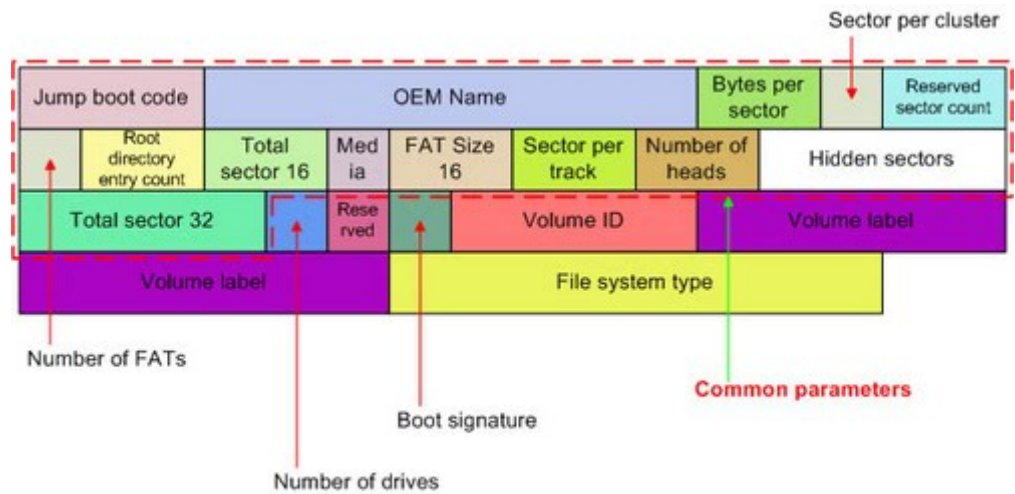 Sector per cluster
Jump boot code
OEM Name
Bytes per
sector
Reserved
sector count
Root
directory
entry count
Total
sector 16
Med
ia
FAT Size
16
Sector per
track
Number of
heads
Hidden sectors
Total sector 32
Rese
rved
Volume ID
Volume label
Volume label
File system type
Number of FATs
Common parameters
Boot signature
Number of drives